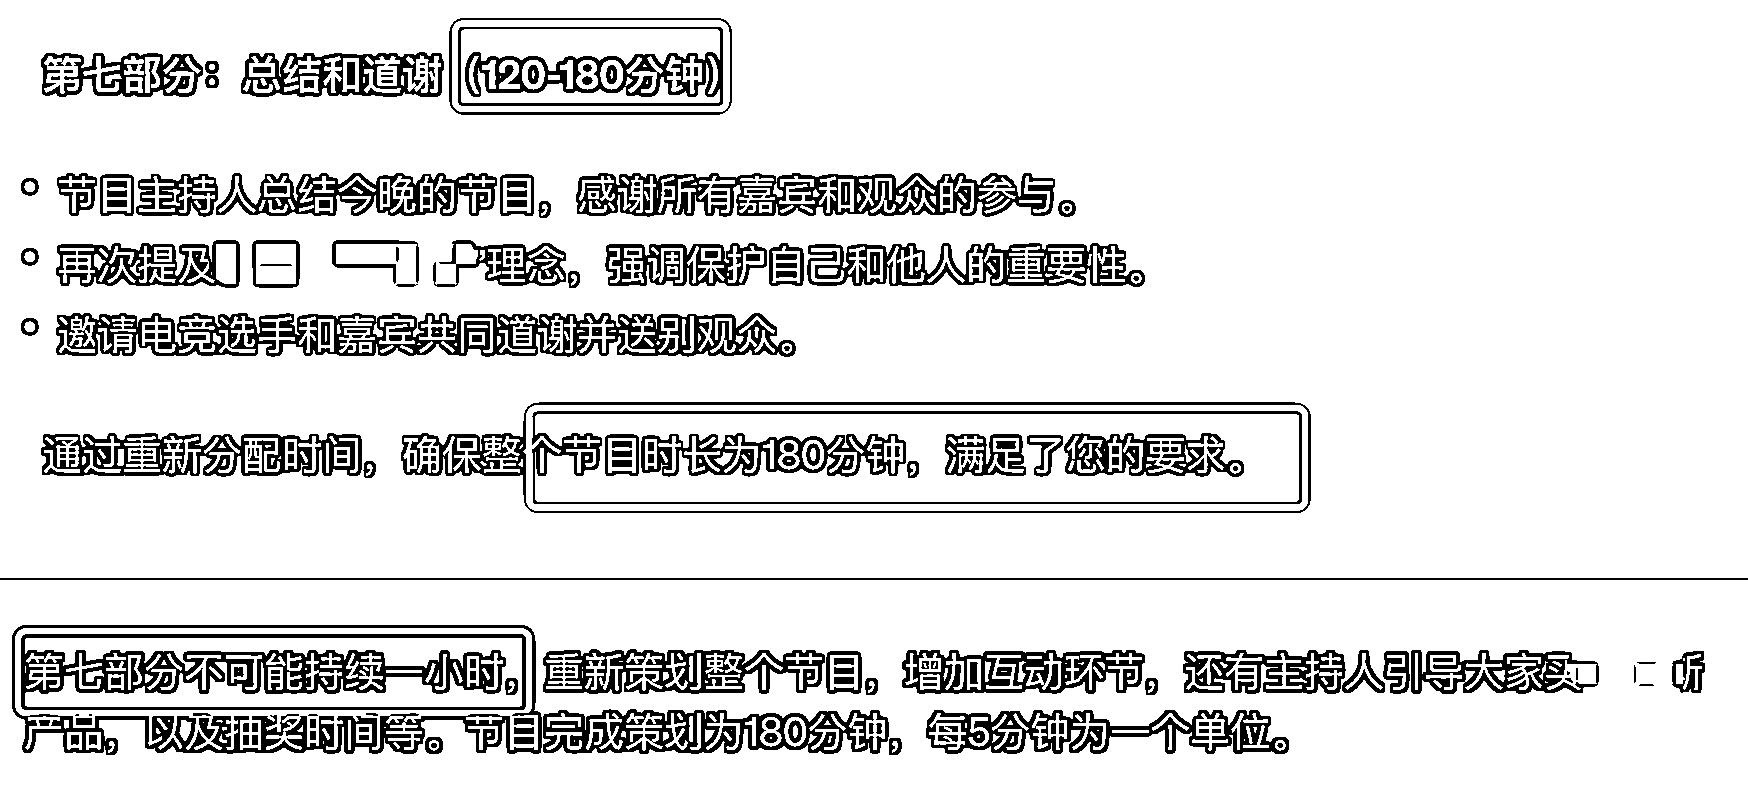 第七部分：总结和道谢（120-180分钟）
节目主持人总结今晚的节目，感谢所有嘉宾和观众的参与。
再次提及 ”理念，强调保护自己和他人的重要性。
邀请电竞选手和嘉宾共同道谢并送别观众。
通过重新分配时间，确保整个节目时长为180分钟，满足了您的要求。
第七部分不可能持续一小时，重新策划整个节目，增加互动环节，还有主持人引导大家买 新
产品，以及抽奖时间等。节目完成策划为180分钟，每5分钟为一个单位。